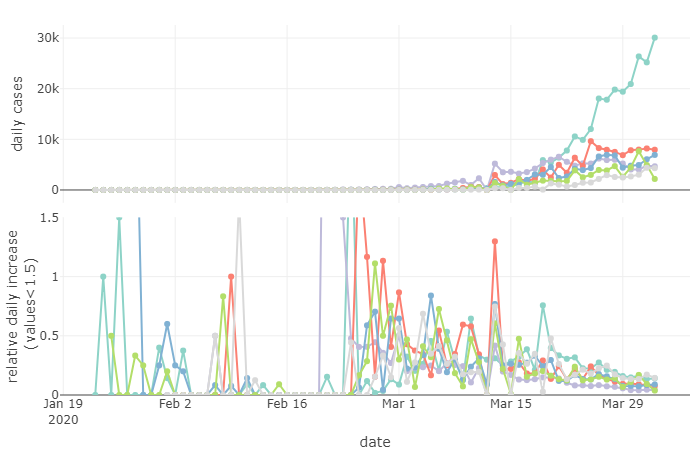 30k
20k
10k
0
daily cases
1.5
1
0.5
0
relative daily increase
(values<1.5)
Jan 19 Feb 2 Feb 16 Mar 1 Mar 15 Mar 29
2020
date